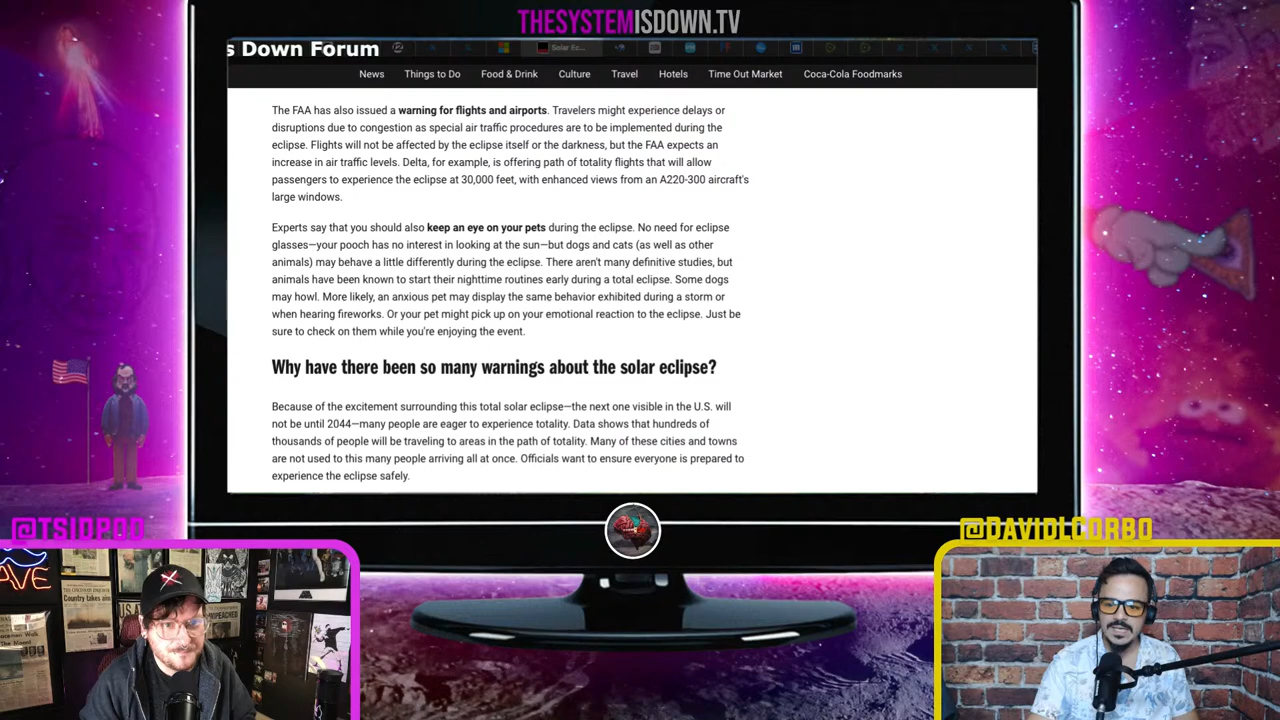 THESYSTEMISDOWN.TV
s Down Forum
Solar Ec...
News Things to Do Food & Drink Culture Travel Hotels Time Out Market Coca-Cola Foodmarks
The FAA has also issued a warning for flights and airports. Travelers might experience delays or
disruptions due to congestion as special air traffic procedures are to be implemented during the
eclipse. Flights will not be affected by the eclipse itself or the darkness, but the FAA expects an
increase in air traffic levels. Delta, for example, is offering path of totality flights that will allow
passengers to experience the eclipse at 30,000 feet, with enhanced views from an A220-300 aircraft's
large windows.
Experts say that you should also keep an eye on your pets during the eclipse. No need for eclipse
glasses—your pooch has no interest in looking at the sun—but dogs and cats (as well as other
animals) may behave a little differently during the eclipse. There aren't many definitive studies, but
animals have been known to start their nighttime routines early during a total eclipse. Some dogs
may howl. More likely, an anxious pet may display the same behavior exhibited during a storm or
when hearing fireworks. Or your pet might pick up on your emotional reaction to the eclipse. Just be
sure to check on them while you're enjoying the event.
Why have there been so many warnings about the solar eclipse?
Because of the excitement surrounding this total solar eclipse—the next one visible in the U.S. will
not be until 2044—many people are eager to experience totality. Data shows that hundreds of
thousands of people will be traveling to areas in the path of totality. Many of these cities and towns
are not used to this many people arriving all at once. Officials want to ensure everyone is prepared to
experience the eclipse safely.
@TSIDPOD
@DAVIDLCORBO
AVE
Country takes aim